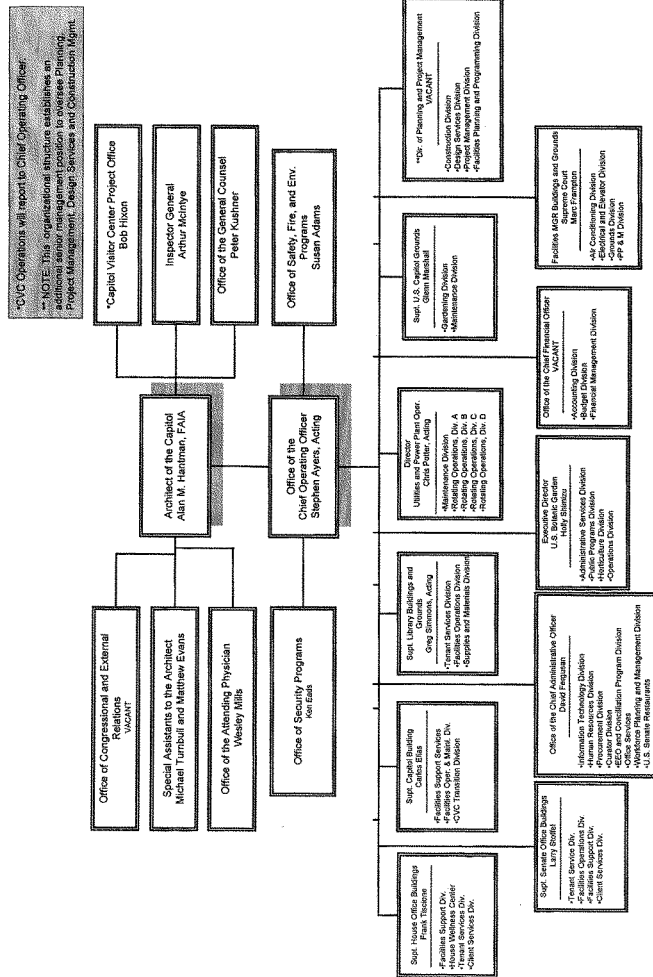 *CVC Operations will report to Chief Operating Officer.
** NOTE: This organizational structure establishes an
additional senior management position to oversee Planning,
Project Management, Design Services and Construction Mgmt.
Architect of the Capitol
Alan M. Hantman, FAIA
Office of Congressional and External
Relations
VACANT
Special Assistants to the Architect
Michael Turnbull and Matthew Evans
Office of the Attending Physician
Wesley Mills
*Capitol Visitor Center Project Office
Bob Hixon
Inspector General
Arthur McIntye
Office of the General Counsel
Peter Kushner
Office of Security Programs
Ken Eads
Office of the
Chief Operating Officer
Stephen Ayers, Acting
Office of Safety, Fire, and Env.
Programs
Susan Adams
Supt. House Office Buildings
Frank Tiscione
•Facilities Support Div.
•House Wellness Center
•Tenant Services Div.
•Client Services Div.
Supt. Capitol Building
Carlos Elias
•Facilities Support Services
•Facilities Oper. & Mains. Div.
•CVC Transition Division
Supt. Library Buildings and
Grounds
Greg Simmons, Acting
•Tenant Services Division
•Facilities Operations Division
•Supplies and Materials Division
Director
Utilities and Power Plant Oper.
Chris Potter, Acting
•Maintenance Division
•Rotating Operations, Div. A
•Rotating Operations, Div. B
•Rotating Operations, Div. C
•Rotating Operations, Div. D
Supt. U.S. Capitol Grounds
Glenn Marshall
•Gardening Division
•Maintenance Division
**Dir. of Planning and Project Management
VACANT
•Construction Division
•Design Services Division
•Project Management Division
•Facilities Planning and Programming Division
Supt. Senate Office Buildings
Larry Stoffel
•Tenant Service Div.
•Facilities Operations Div.
•Facilities Support Div.
•Client Services Div.
Office of the Chief Administrative Officer
David Ferguson
•Information Technology Division
•Human Resources Division
•Procurement Division
•Curator Division
•EEO and Conciliation Program Division
•Office Services
•Workforce Planning and Management Division
•U.S. Senate Restaurants
Executive Director
U.S. Botanic Garden
Holly Shimizu
•Administrative Services Division
•Public Programs Division
•Horticulture Division
•Operations Division
Office of the Chief Financial Officer
VACANT
•Accounting Division
•Budget Division
•Financial Management Division
Facilities MGR Buildings and Grounds
Supreme Court
Marc Frampton
•Air Conditioning Division
•Electrical and Elevator Division
•Grounds Division
•PP & M Division